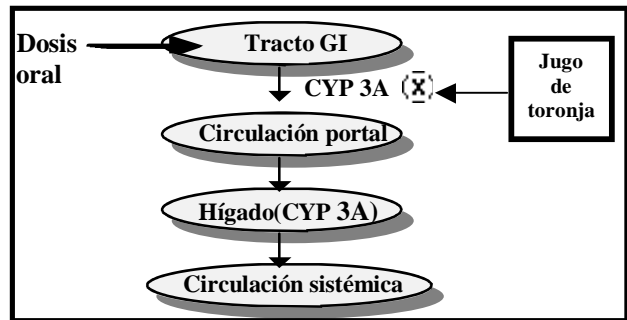 Dosis
oral
Tracto GI
CYP 3A (X)
Jugo
de
toronja
Circulación portal
Hígado(CYP 3A)
Circulación sistémica